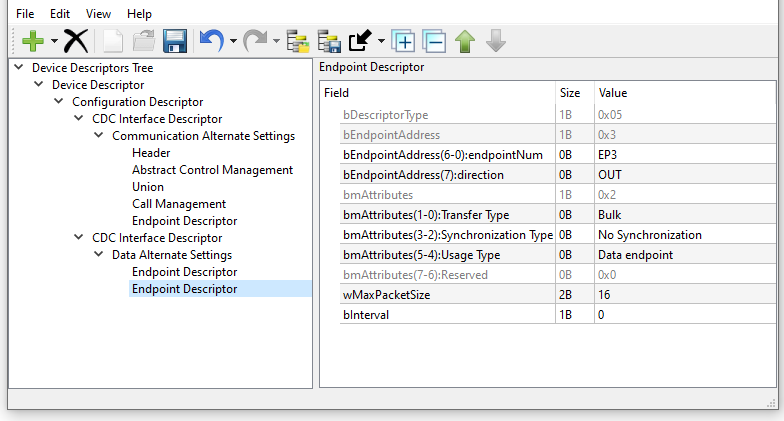 File Edit View Help
Device Descriptors Tree
Device Descriptor
Configuration Descriptor
CDC Interface Descriptor
Communication Alternate Settings
Header
Abstract Control Management
Union
Call Management
Endpoint Descriptor
CDC Interface Descriptor
Data Alternate Settings
Endpoint Descriptor
Endpoint Descriptor
Endpoint Descriptor
Field Size Value
bDescriptorType 1B 0x05
bEndpointAddress 1B 0x3
bEndpointAddress(6-0):endpointNum 0B EP3
bEndpointAddress(7):direction 0B OUT
bmAttributes 1B 0x2
bmAttributes(1-0):Transfer Type 0B Bulk
bmAttributes(3-2):Synchronization Type 0B No Synchronization
bmAttributes(5-4):Usage Type 0B Data endpoint
bmAttributes(7-6):Reserved 0B 0x0
wMaxPacketSize 2B 16
bInterval 1B 0